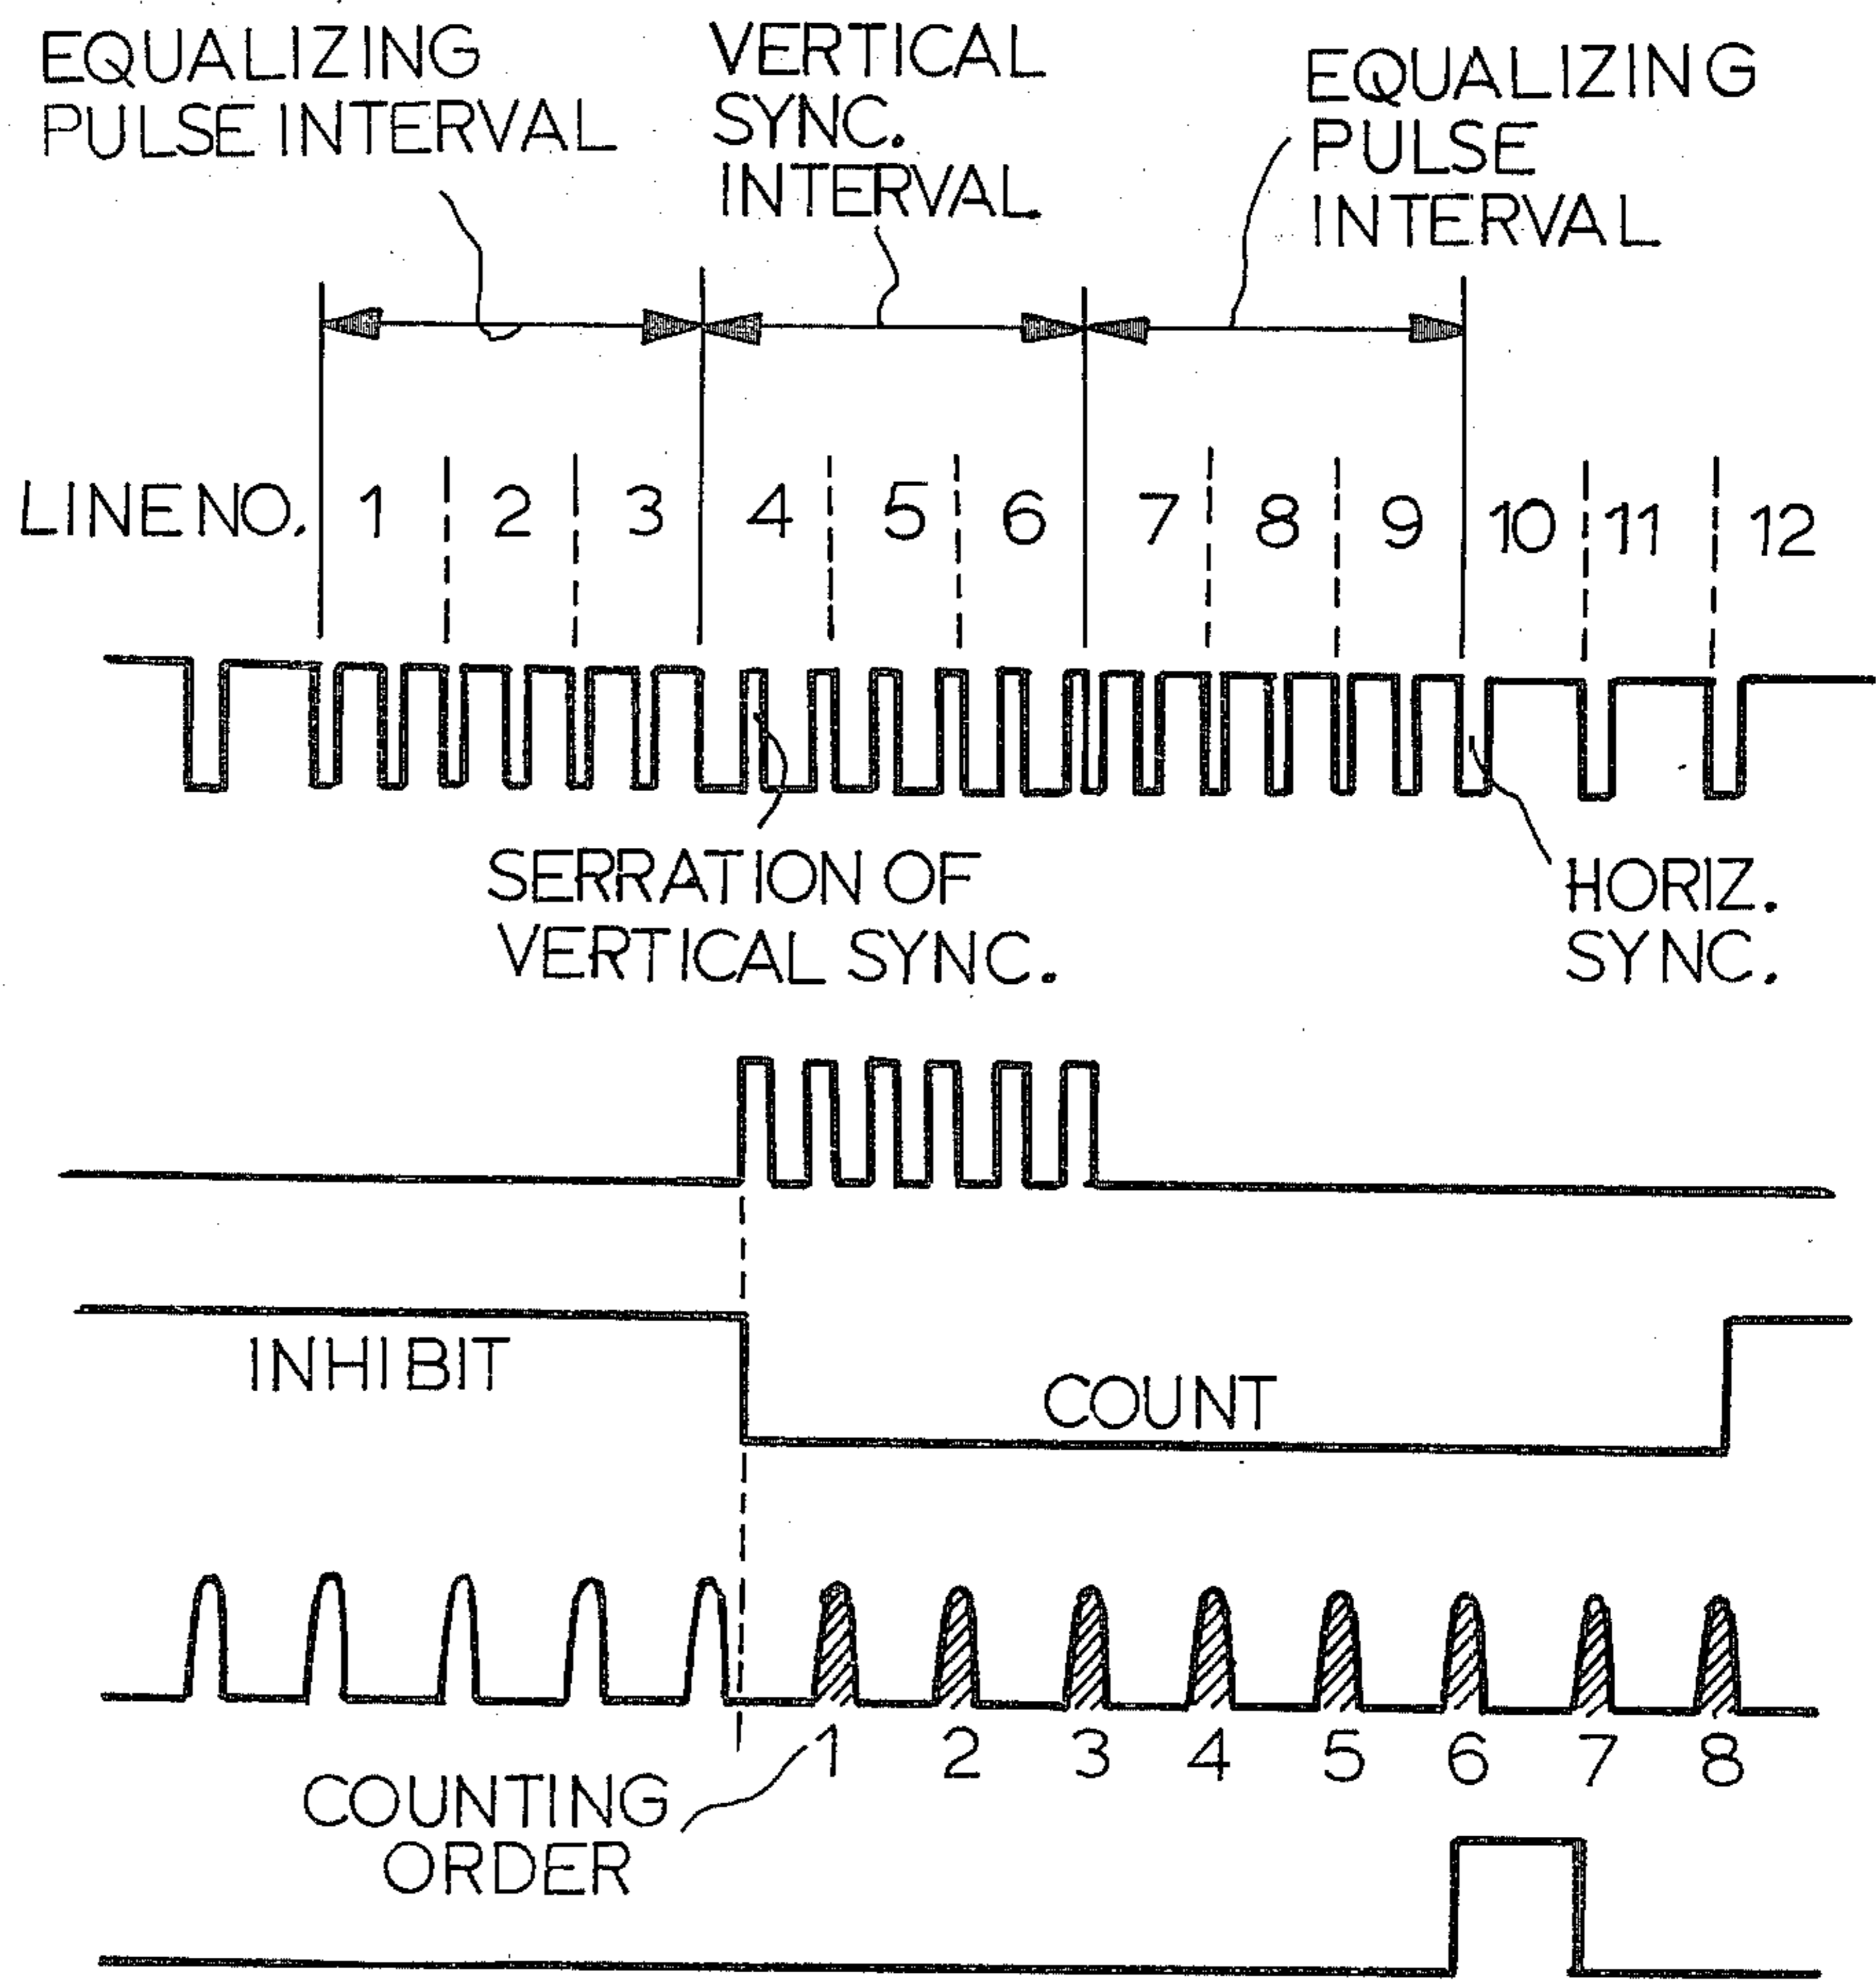 EQUALIZING
PULSE INTERVAL
VERTICAL
SYNC.
INTERVAL
EQUALIZING
PULSE
INTERVAL
LINE NO. 1 2 3 4 5 6 7 8 9 10 11 12
SERRATION OF
VERTICAL SYNC.
HORIZ.
SYNC.
INHIBIT
COUNT
1 2 3 4 5 6 7 8
COUNTING
ORDER